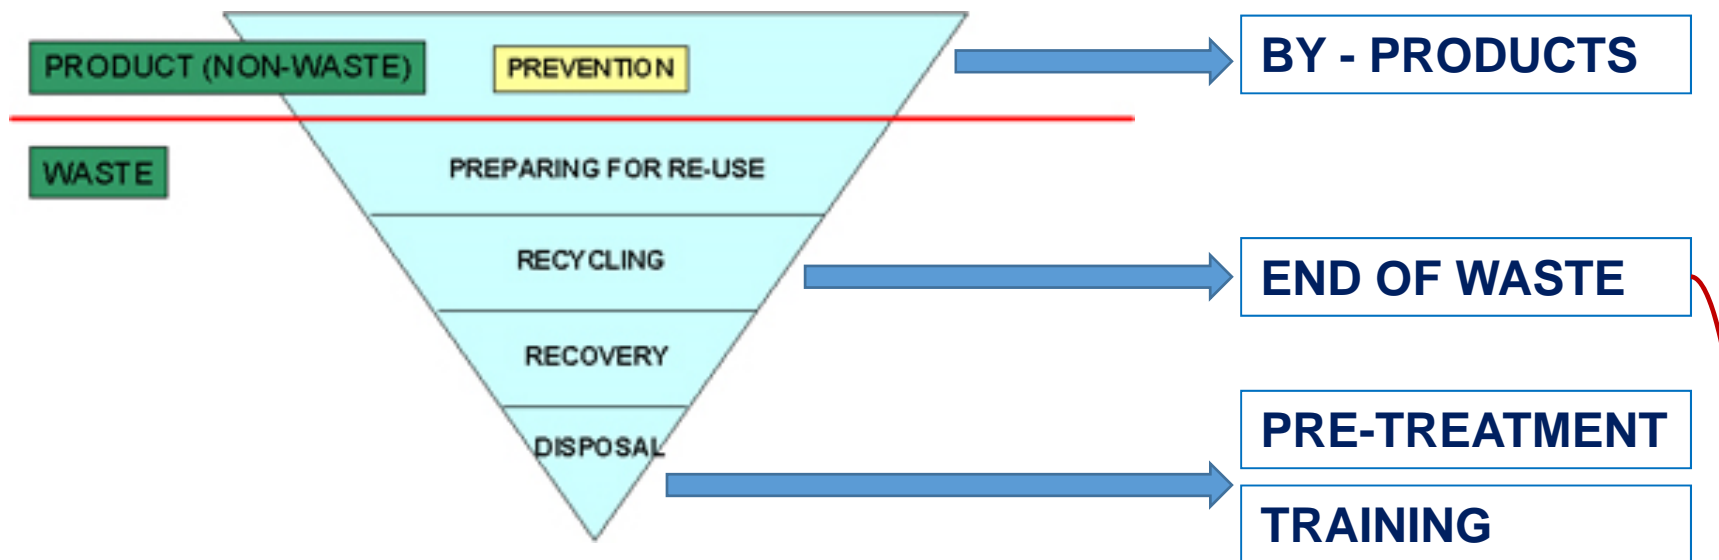 PRODUCT (NON-WASTE)
PREVENTION
BY - PRODUCTS
WASTE
PREPARING FOR RE-USE
RECYCLING
END OF WASTE
RECOVERY
DISPOSAL
PRE-TREATMENT
TRAINING